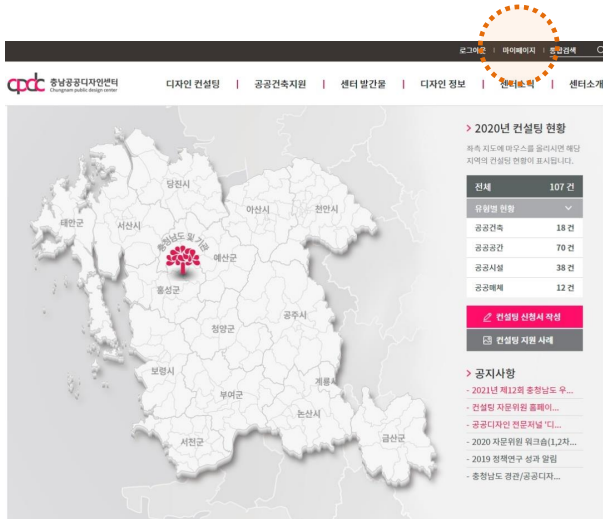 로그아웃 | 마이페이지 | 통합검색
cpdc 충남공공디자인센터
Chungnam public design center
디자인 컨설팅 | 공공건축지원 | 센터 발간물 | 디자인 정보 | 센터소식 | 센터소개
> 2020년 컨설팅 현황
좌측 지도에 마우스를 올리시면 해당
지역의 컨설팅 현황이 표시됩니다.
전체 107 건
유형별 현황
공공건축 18 건
공공공간 70 건
공공시설 38 건
공공매체 12 건
컨설팅 신청서 작성
컨설팅 지원 사례
> 공지사항
- 2021년 제12회 충청남도 우...
- 컨설팅 자문위원 홈페이...
- 공공디자인 전문저널 '디...
- 2020 자문위원 워크숍(1,2차...
- 2019 정책연구 성과 알림
- 충청남도 경관/공공디자...
당진시
아산시
천안시
태안군
서산시
충청남도 및 기관
예산군
홍성군
공주시
청양군
보령시
계룡시
부여군
논산시
서천군
금산군